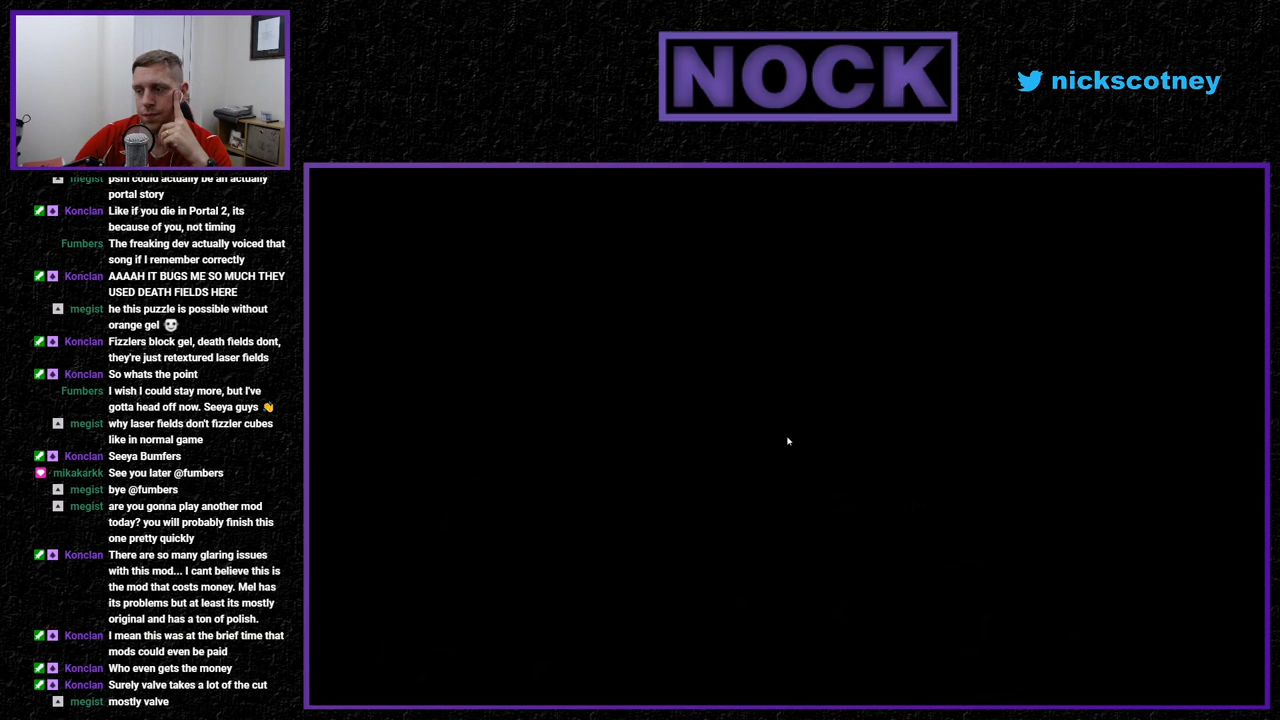 NOCK
nickscotney
megist psm could actually be an actually
portal story
Konclan Like if you die in Portal 2, its
because of you, not timing
Fumbers The freaking dev actually voiced that
song if I remember correctly
Konclan AAAAH IT BUGS ME SO MUCH THEY
USED DEATH FIELDS HERE
megist he this puzzle is possible without
orange gel
Konclan Fizzlers block gel, death fields dont,
they're just retextured laser fields
Konclan So whats the point
Fumbers I wish I could stay more, but I've
gotta head off now. Seeya guys 👋
megist why laser fields don't fizzler cubes
like in normal game
Konclan Seeya Bumfers
mikakarkk See you later @fumbers
megist bye @fumbers
megist are you gonna play another mod
today? you will probably finish this
one pretty quickly
Konclan There are so many glaring issues
with this mod... I cant believe this is
the mod that costs money. Mel has
its problems but at least its mostly
original and has a ton of polish.
Konclan I mean this was at the brief time that
mods could even be paid
Konclan Who even gets the money
Konclan Surely valve takes a lot of the cut
megist mostly valve